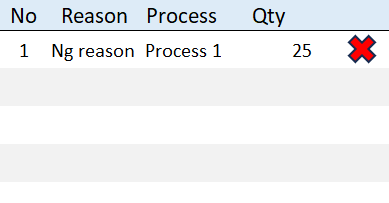 No Reason Process Qty
1 Ng reason Process 1 25